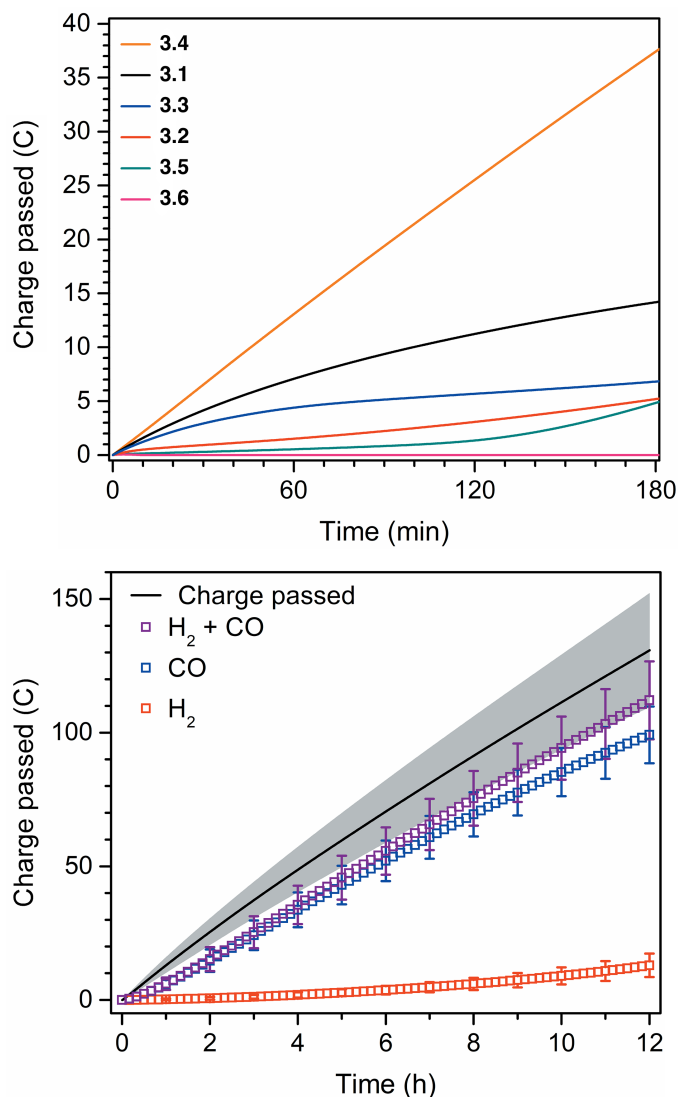 40
35
30
25
20
15
10
5
0
Charge passed (C)
3.4
3.1
3.3
3.2
3.5
3.6
0 60 120 180
Time (min)
150
100
50
0
Charge passed (C)
Charge passed
H2 + CO
CO
H2
0 2 4 6 8 10 12
Time (h)